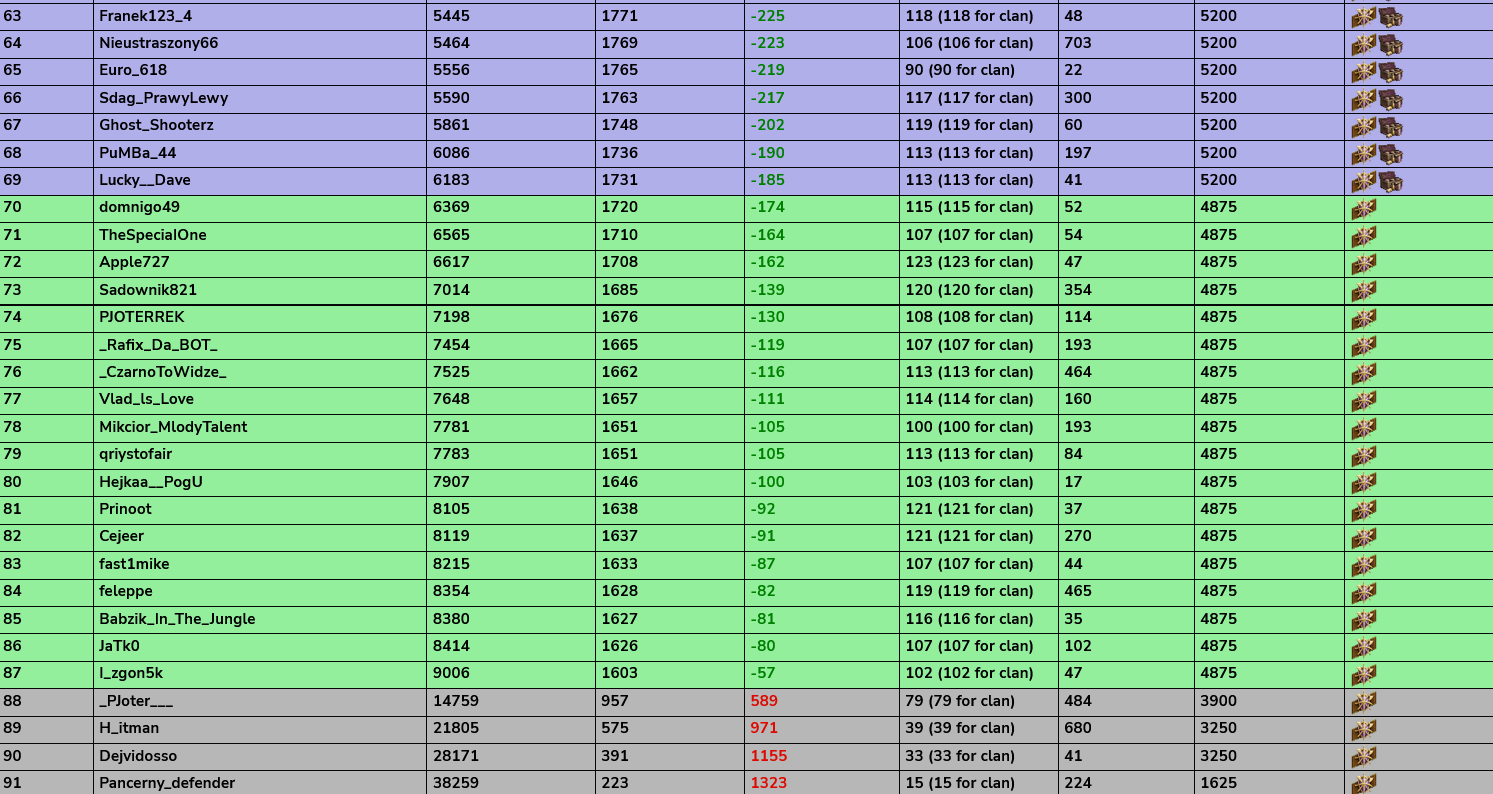 63 Franek123_4 5445 1771 -225 118 (118 for clan) 48 5200
64 Nieustraszony66 5464 1769 -223 106 (106 for clan) 703 5200
65 Euro_618 5556 1765 -219 90 (90 for clan) 22 5200
66 Sdag_PrawyLewy 5590 1763 -217 117 (117 for clan) 300 5200
67 Ghost_Shooterz 5861 1748 -202 119 (119 for clan) 60 5200
68 PuMBa_44 6086 1736 -190 113 (113 for clan) 197 5200
69 Lucky__Dave 6183 1731 -185 113 (113 for clan) 41 5200
70 domnigo49 6369 1720 -174 115 (115 for clan) 52 4875
71 TheSpecialOne 6565 1710 -164 107 (107 for clan) 54 4875
72 Apple727 6617 1708 -162 123 (123 for clan) 47 4875
73 Sadownik821 7014 1685 -139 120 (120 for clan) 354 4875
74 PJOTERREK 7198 1676 -130 108 (108 for clan) 114 4875
75 _Rafix_Da_BOT_ 7454 1665 -119 107 (107 for clan) 193 4875
76 _CzarnoToWidze_ 7525 1662 -116 113 (113 for clan) 464 4875
77 Vlad_ls_Love 7648 1657 -111 114 (114 for clan) 160 4875
78 Mikcior_MlodyTalent 7781 1651 -105 100 (100 for clan) 193 4875
79 qriystofair 7783 1651 -105 113 (113 for clan) 84 4875
80 Hejkaa__PogU 7907 1646 -100 103 (103 for clan) 17 4875
81 Prinoot 8105 1638 -92 121 (121 for clan) 37 4875
82 Cejeer 8119 1637 -91 121 (121 for clan) 270 4875
83 fast1mike 8215 1633 -87 107 (107 for clan) 44 4875
84 feleppe 8354 1628 -82 119 (119 for clan) 465 4875
85 Babzik_In_The_Jungle 8380 1627 -81 116 (116 for clan) 35 4875
86 JaTk0 8414 1626 -80 107 (107 for clan) 102 4875
87 I_zgon5k 9006 1603 -57 102 (102 for clan) 47 4875
88 _PJoter___ 14759 957 589 79 (79 for clan) 484 3900
89 H_itman 21805 575 971 39 (39 for clan) 680 3250
90 Dejvidosso 28171 391 1155 33 (33 for clan) 41 3250
91 Pancerny_defender 38259 223 1323 15 (15 for clan) 224 1625